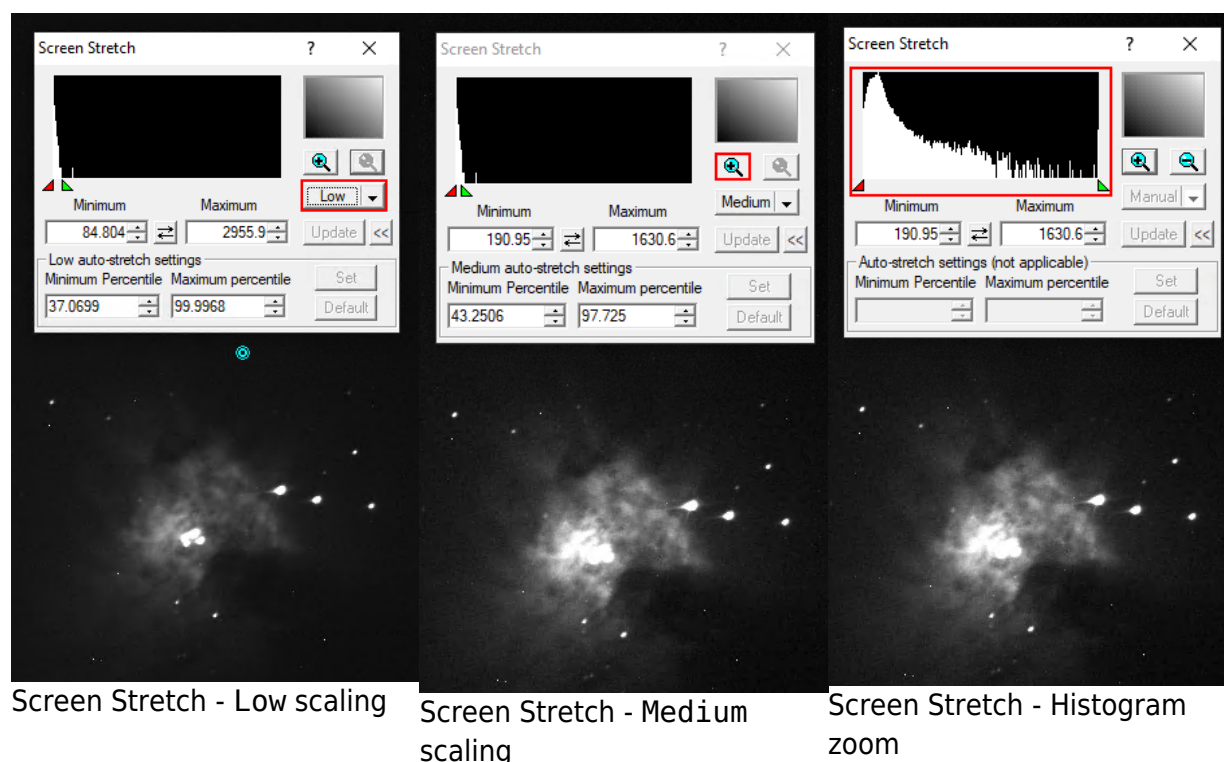 Screen Stretch ? ×
Low
Minimum Maximum
84.804 2955.9 Update <<
Low auto-stretch settings
Minimum Percentile Maximum percentile Set
37.0699 99.9968 Default
Screen Stretch - Low scaling
Screen Stretch ? ×
Medium
Minimum Maximum
190.95 1630.6 Update <<
Medium auto-stretch settings
Minimum Percentile Maximum percentile Set
43.2506 97.725 Default
Screen Stretch - Medium
scaling
Screen Stretch ? ×
Manual
Minimum Maximum
190.95 1630.6 Update <<
Auto-stretch settings (not applicable)
Minimum Percentile Maximum percentile Set
Default
Screen Stretch - Histogram
zoom